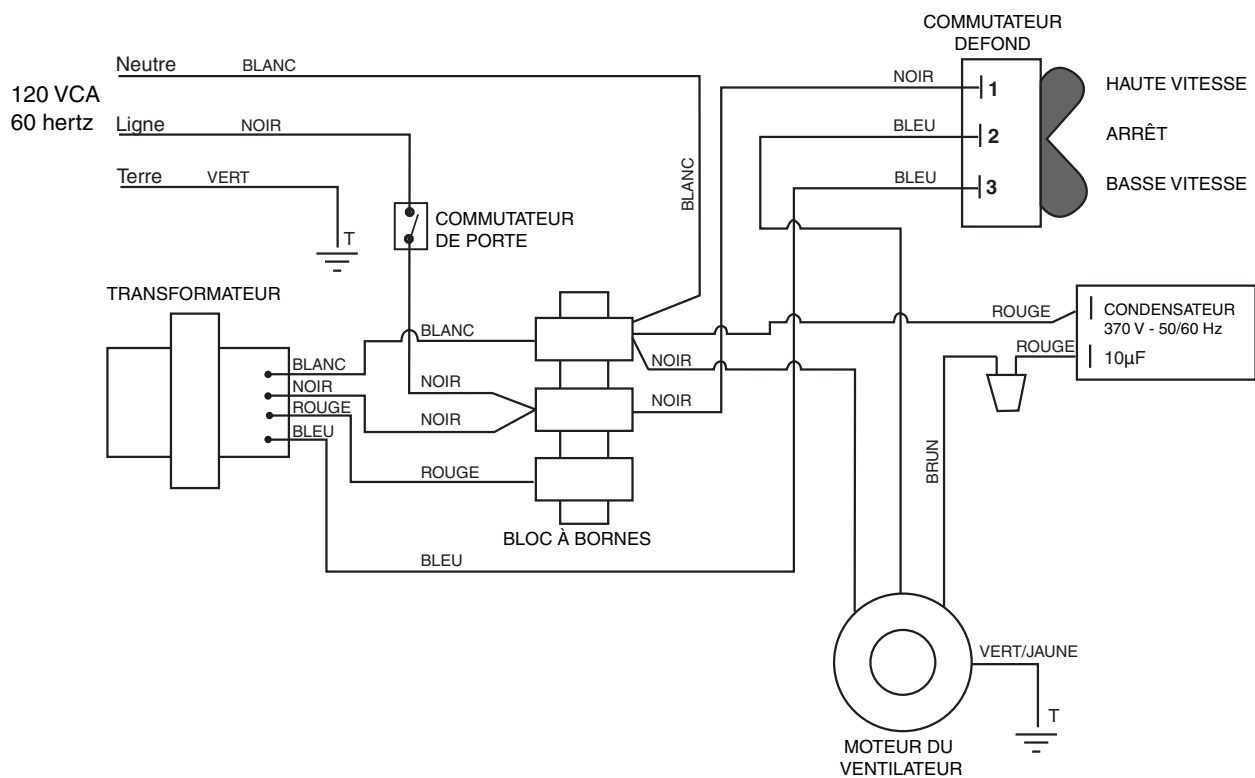 COMMUTATEUR
DEFOND
Neutre
BLANC
120 VCA
60 hertz
NOIR
1
HAUTE VITESSE
Ligne
NOIR
BLEU
2
ARRÊT
Terre
VERT
BLANC
BLEU
3
BASSE VITESSE
T
COMMUTATEUR
DE PORTE
TRANSFORMATEUR
BLANC
ROUGE
CONDENSATEUR
370 V - 50/60 Hz
ROUGE
10µF
BLANC
NOIR
NOIR
NOIR
ROUGE
NOIR
NOIR
BLEU
ROUGE
BRUN
BLOC À BORNES
BLEU
VERT/JAUNE
T
MOTEUR DU
VENTILATEUR